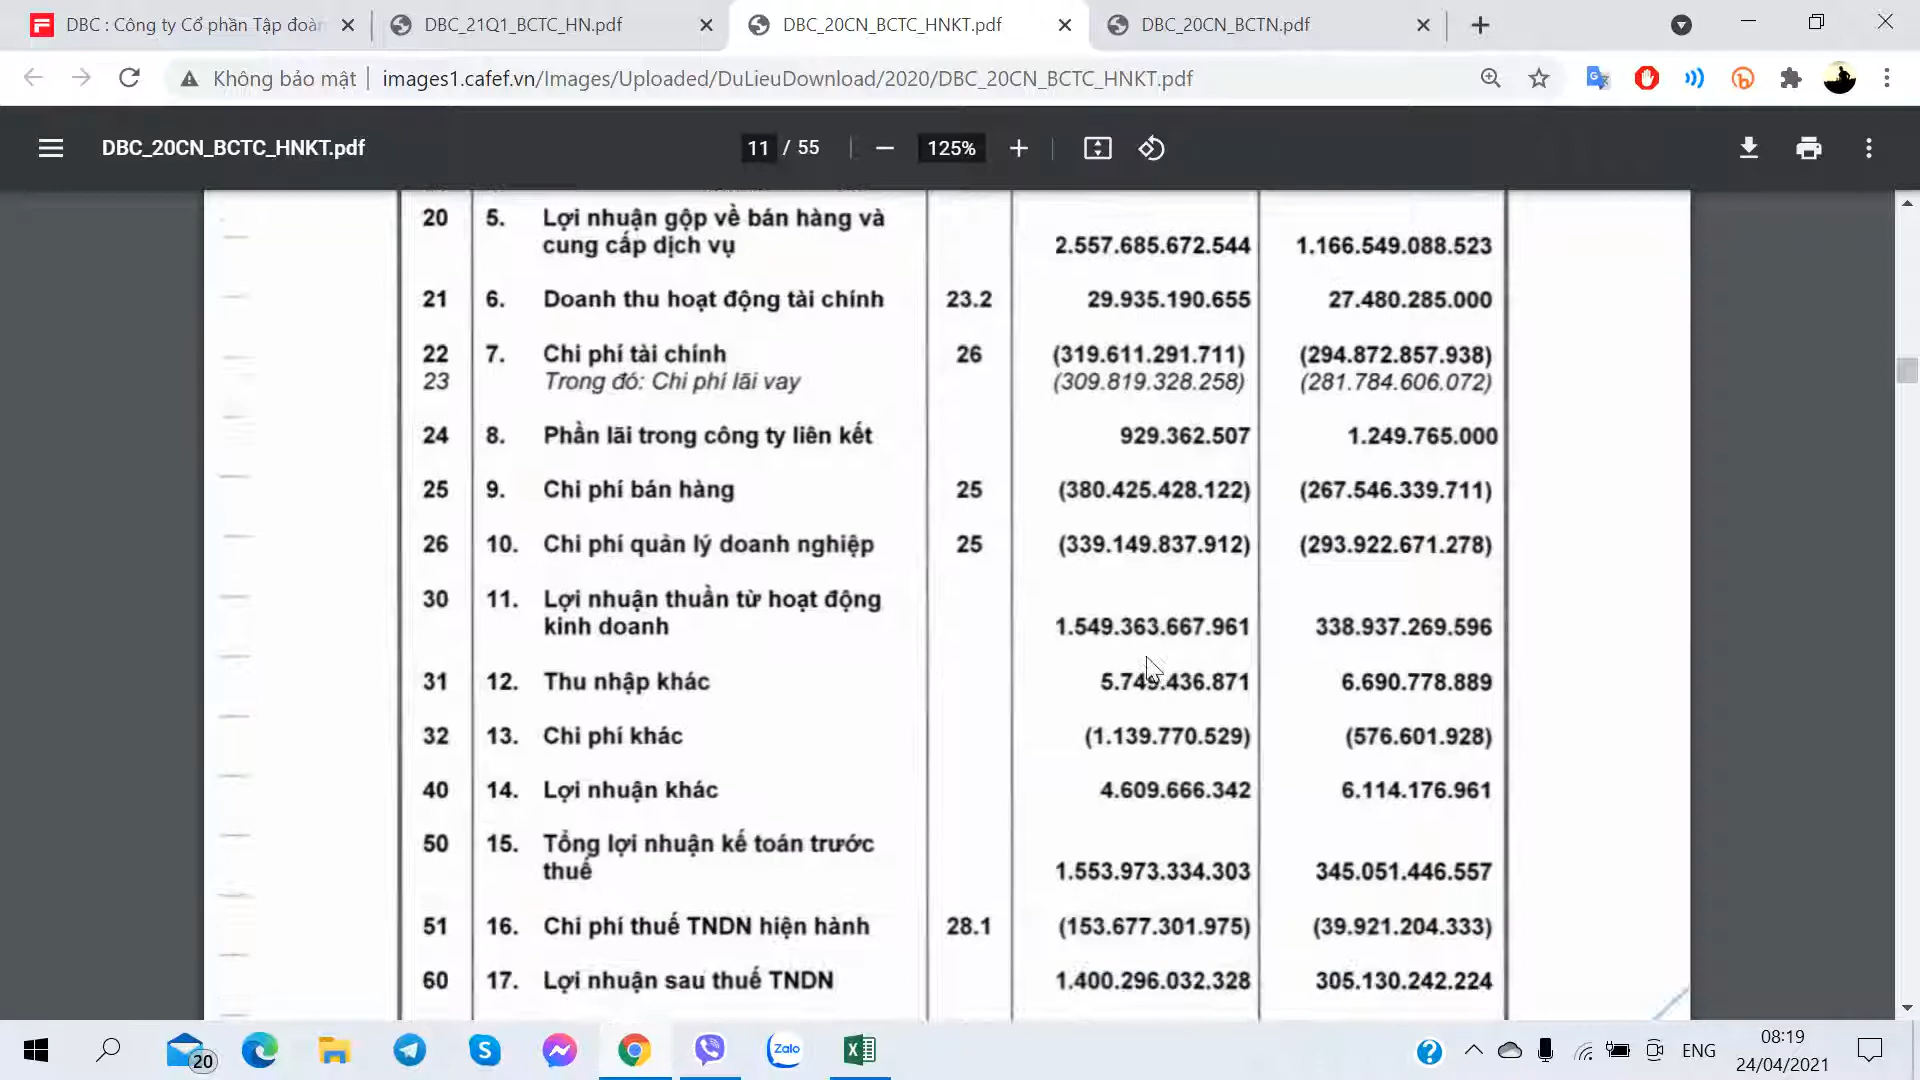 DBC : Công ty Cổ phần Tập đoàn
DBC_21Q1_BCTC_HN.pdf
DBC_20CN_BCTC_HNKT.pdf
DBC_20CN_BCTN.pdf
Không bảo mật
images1.cafef.vn/Images/Uploaded/DuLieuDownload/2020/DBC_20CN_BCTC_HNKT.pdf
DBC_20CN_BCTC_HNKT.pdf
11 / 55
125%
20 5. Lợi nhuận gộp về bán hàng và
cung cấp dịch vụ 2.557.685.672.544 1.166.549.088.523
21 6. Doanh thu hoạt động tài chính 23.2 29.935.190.655 27.480.285.000
22 7. Chi phí tài chính 26 (319.611.291.711) (294.872.857.938)
23 Trong đó: Chi phí lãi vay (309.819.328.258) (281.784.606.072)
24 8. Phần lãi trong công ty liên kết 929.362.507 1.249.765.000
25 9. Chi phí bán hàng 25 (380.425.428.122) (267.546.339.711)
26 10. Chi phí quản lý doanh nghiệp 25 (339.149.837.912) (293.922.671.278)
30 11. Lợi nhuận thuần từ hoạt động
kinh doanh 1.549.363.667.961 338.937.269.596
31 12. Thu nhập khác 5.749.436.871 6.690.778.889
32 13. Chi phí khác (1.139.770.529) (576.601.928)
40 14. Lợi nhuận khác 4.609.666.342 6.114.176.961
50 15. Tổng lợi nhuận kế toán trước
thuế 1.553.973.334.303 345.051.446.557
51 16. Chi phí thuế TNDN hiện hành 28.1 (153.677.301.975) (39.921.204.333)
60 17. Lợi nhuận sau thuế TNDN 1.400.296.032.328 305.130.242.224
20
Zalo
ENG
08:19
24/04/2021